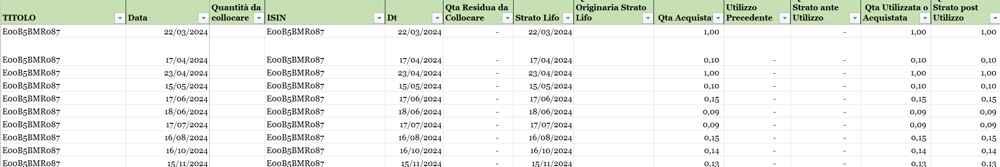 TITOLO Data Quantità da collocare ISIN Dt Qta Residua da Collocare Strato Lifo Originaria Strato Lifo Qta Acquistat Utilizzo Precedente Strato ante Utilizzo Qta Utilizzata o Acquistata Strato post Utilizzo
E00B5BMR087 22/03/2024 E00B5BMR087 22/03/2024 - 22/03/2024 1,00 - 1,00 1,00
E00B5BMR087 17/04/2024 E00B5BMR087 17/04/2024 - 17/04/2024 0,10 - - 0,10 0,10
E00B5BMR087 23/04/2024 E00B5BMR087 23/04/2024 - 23/04/2024 1,00 - - 1,00 1,00
E00B5BMR087 15/05/2024 E00B5BMR087 15/05/2024 - 15/05/2024 0,10 - - 0,10 0,10
E00B5BMR087 17/06/2024 E00B5BMR087 17/06/2024 - 17/06/2024 0,15 - - 0,15 0,15
E00B5BMR087 18/06/2024 E00B5BMR087 18/06/2024 - 18/06/2024 0,09 - - 0,09 0,09
E00B5BMR087 17/07/2024 E00B5BMR087 17/07/2024 - 17/07/2024 0,09 - - 0,09 0,09
E00B5BMR087 16/08/2024 E00B5BMR087 16/08/2024 - 16/08/2024 0,15 - - 0,15 0,15
E00B5BMR087 16/10/2024 E00B5BMR087 16/10/2024 - 16/10/2024 0,14 - - 0,14 0,14
E00B5BMR087 15/11/2024 E00B5BMR087 15/11/2024 - 15/11/2024 0,13 - - 0,13 0,13